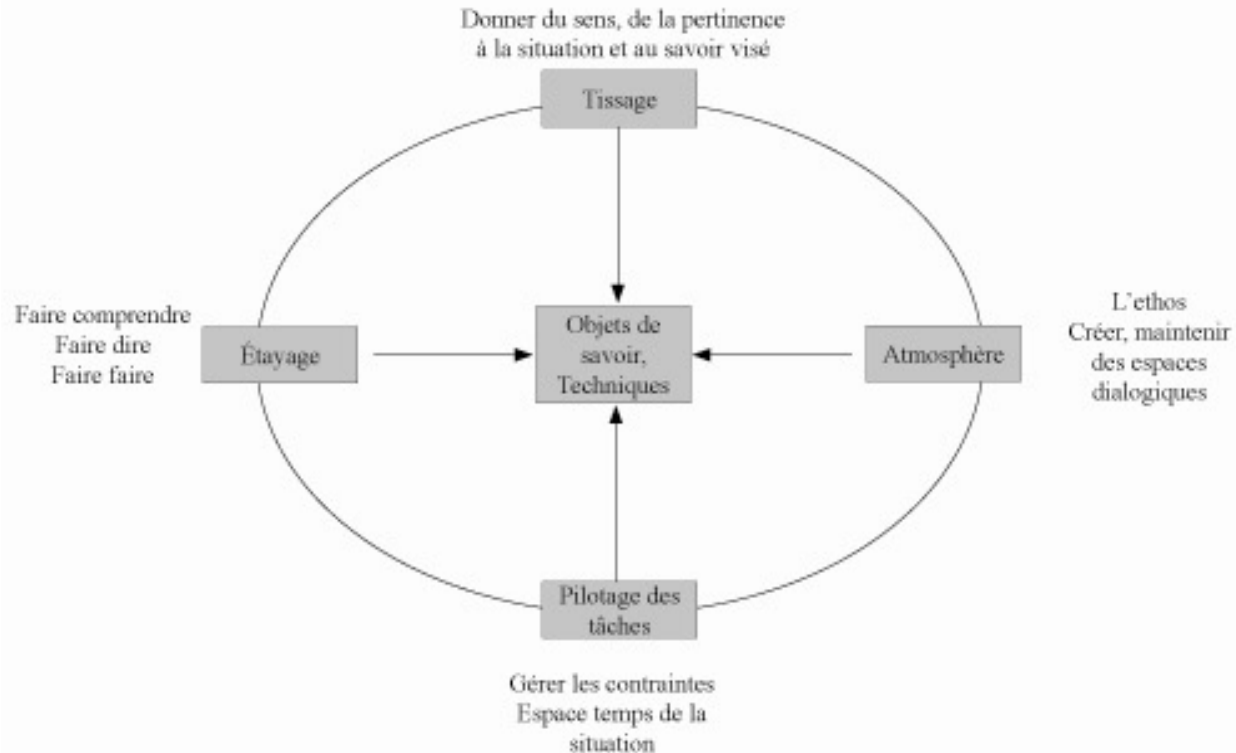 Donner du sens, de la pertinence
à la situation et au savoir visé
Tissage
Faire comprendre
Faire dire
Faire faire
Étayage
Objets de
savoir,
Techniques
Atmosphère
L'ethos
Créer, maintenir
des espaces
dialogiques
Pilotage des
tâches
Gérer les contraintes
Espace temps de la
situation